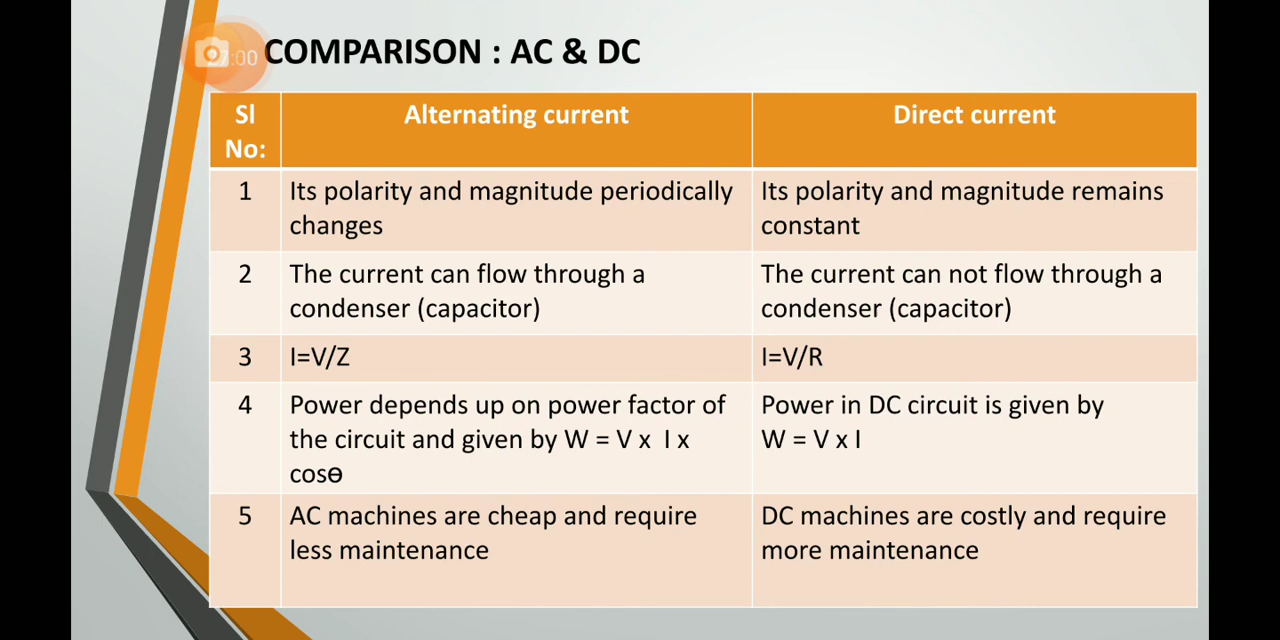 COMPARISON : AC & DC
Sl
No:
Alternating current
Direct current
1
Its polarity and magnitude periodically
changes
Its polarity and magnitude remains
constant
2
The current can flow through a
condenser (capacitor)
The current can not flow through a
condenser (capacitor)
3
I=V/Z
I=V/R
4
Power depends up on power factor of
the circuit and given by W = V x I x
cosө
Power in DC circuit is given by
W = V x I
5
AC machines are cheap and require
less maintenance
DC machines are costly and require
more maintenance